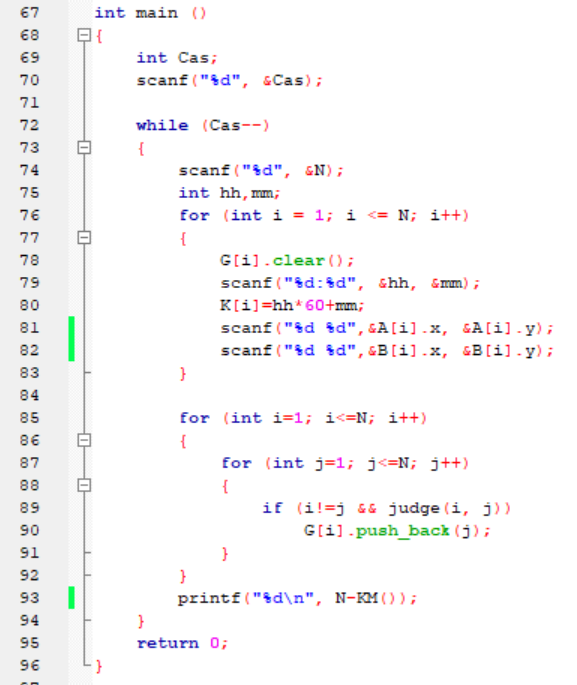 67 int main ()
68 {
69 int Cas;
70 scanf("%d", &Cas);
71
72 while (Cas--)
73 {
74 scanf("%d", &N);
75 int hh,mm;
76 for (int i = 1; i <= N; i++)
77 {
78 G[i].clear();
79 scanf("%d:%d", &hh, &mm);
80 K[i]=hh*60+mm;
81 scanf("%d %d",&A[i].x, &A[i].y);
82 scanf("%d %d",&B[i].x, &B[i].y);
83 }
84
85 for (int i=1; i<=N; i++)
86 {
87 for (int j=1; j<=N; j++)
88 {
89 if (i!=j && judge(i, j))
90 G[i].push_back(j);
91 }
92 }
93 printf("%d\n", N-KM());
94 }
95 return 0;
96 }